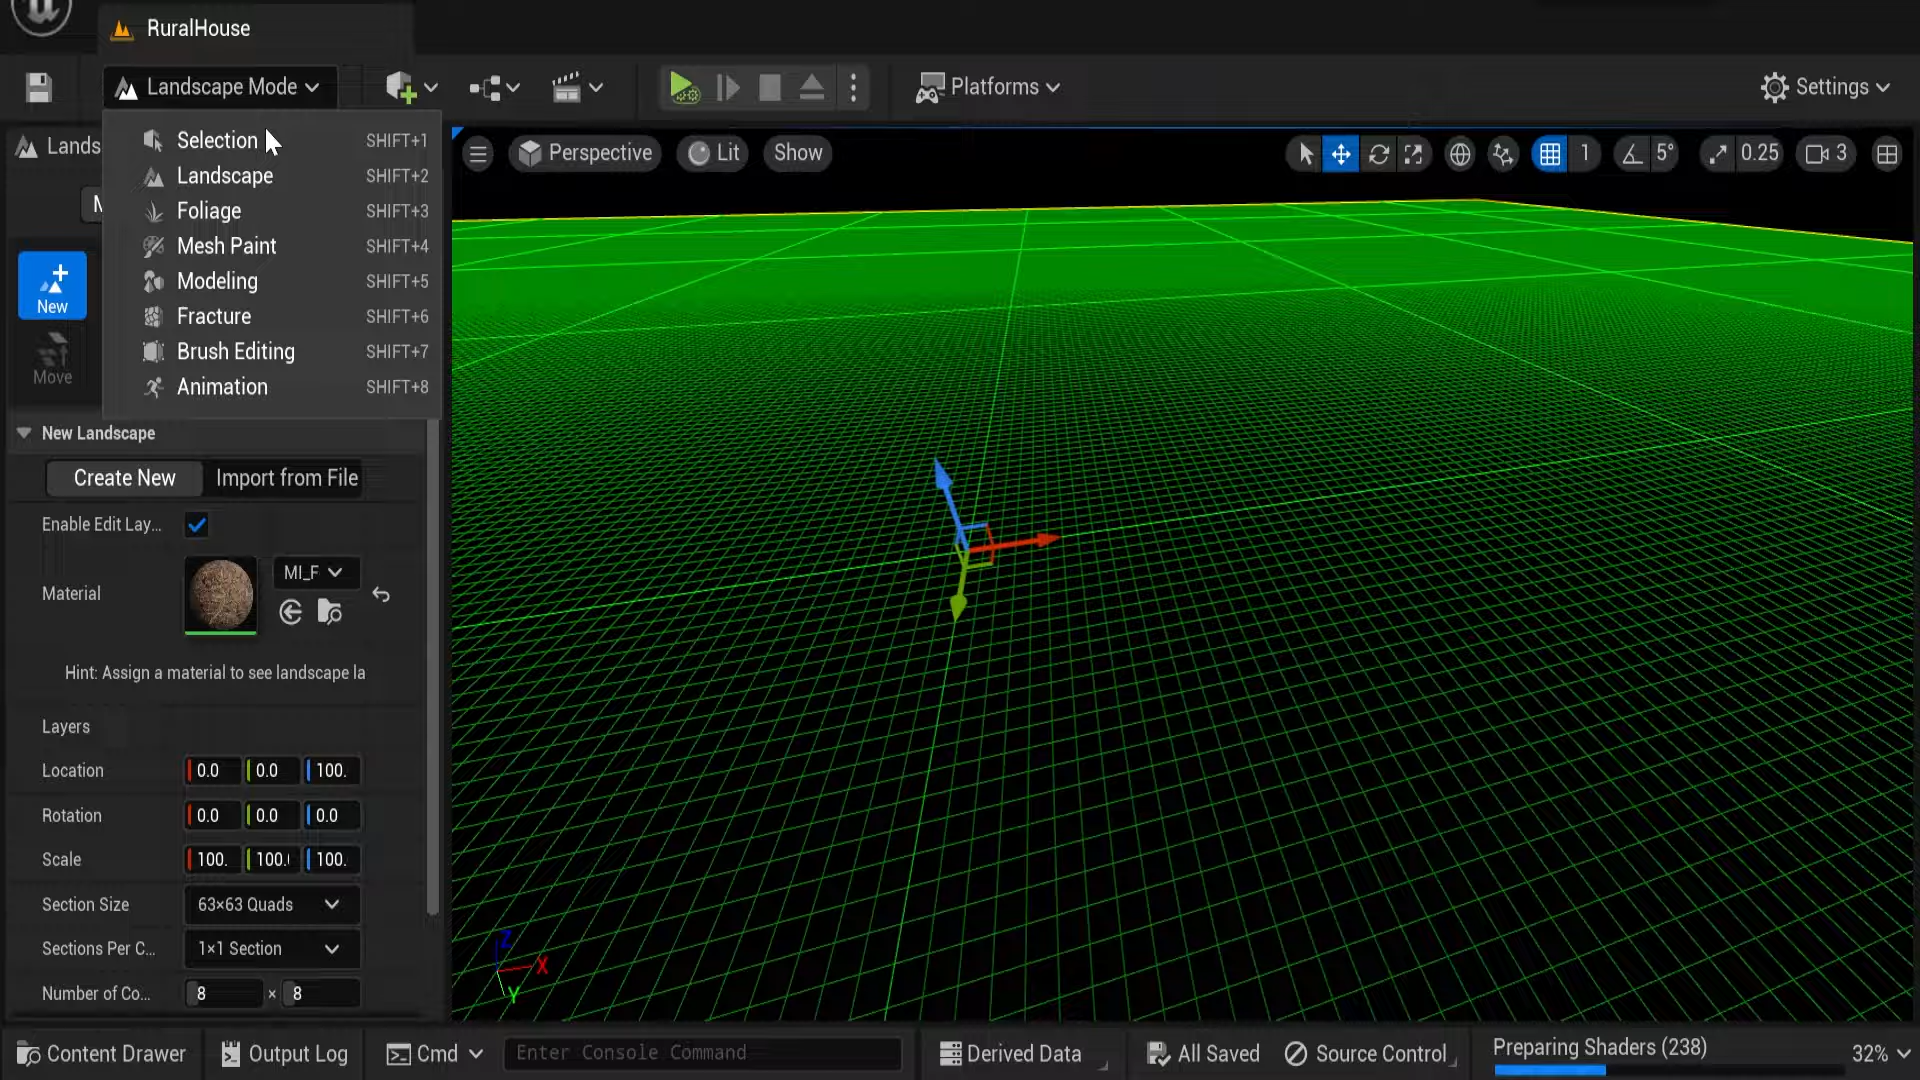 RuralHouse
Landscape Mode
Platforms
Settings
Selection SHIFT+1
Landscape SHIFT+2
Foliage SHIFT+3
Mesh Paint SHIFT+4
Modeling SHIFT+5
Fracture SHIFT+6
Brush Editing SHIFT+7
Animation SHIFT+8
Lands
M
New
Move
Perspective
Lit
Show
1
5°
0.25
3
New Landscape
Create New
Import from File
Enable Edit Lay...
Material
MI_F
Hint: Assign a material to see landscape la
Layers
Location 0.0 0.0 100.
Rotation 0.0 0.0 0.0
Scale 100. 100. 100.
Section Size 63×63 Quads
Sections Per C... 1×1 Section
Number of Co... 8 × 8
Z
X
Y
Content Drawer
Output Log
Cmd
Enter Console Command
Derived Data
All Saved
Source Control
Preparing Shaders (238)
32%